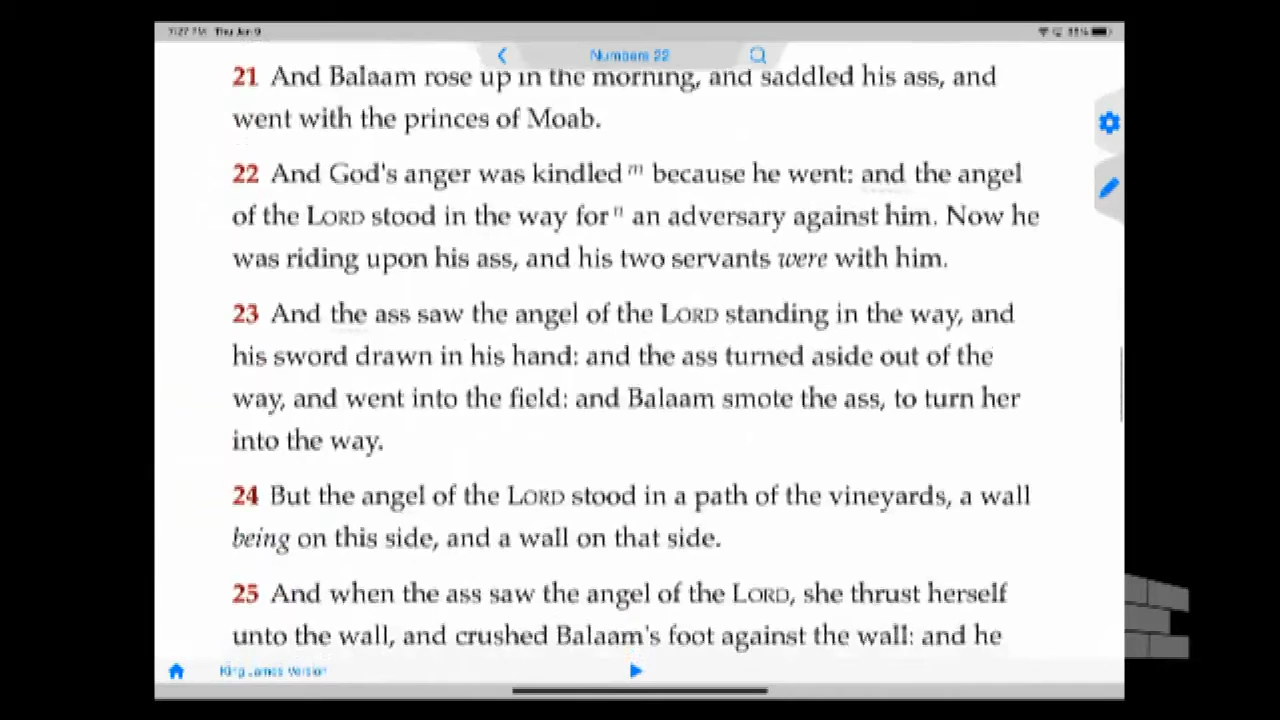 7:27 PM Thu Jun 9
Numbers 22
21 And Balaam rose up in the morning, and saddled his ass, and
went with the princes of Moab.
22 And God's anger was kindled m because he went: and the angel
of the LORD stood in the way for n an adversary against him. Now he
was riding upon his ass, and his two servants were with him.
23 And the ass saw the angel of the LORD standing in the way, and
his sword drawn in his hand: and the ass turned aside out of the
way, and went into the field: and Balaam smote the ass, to turn her
into the way.
24 But the angel of the LORD stood in a path of the vineyards, a wall
being on this side, and a wall on that side.
25 And when the ass saw the angel of the LORD, she thrust herself
unto the wall, and crushed Balaam's foot against the wall: and he
King James Version